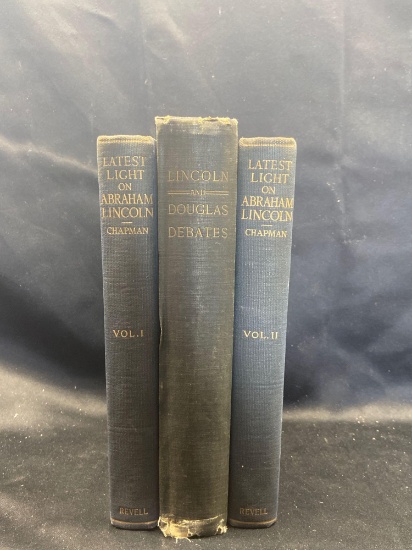 LATEST
LIGHT
ON
ABRAHAM
LINCOLN
CHAPMAN
VOL. I
REVELL
LINCOLN
AND
DOUGLAS
DEBATES
LATEST
LIGHT
ON
ABRAHAM
LINCOLN
CHAPMAN
VOL. II
REVELL